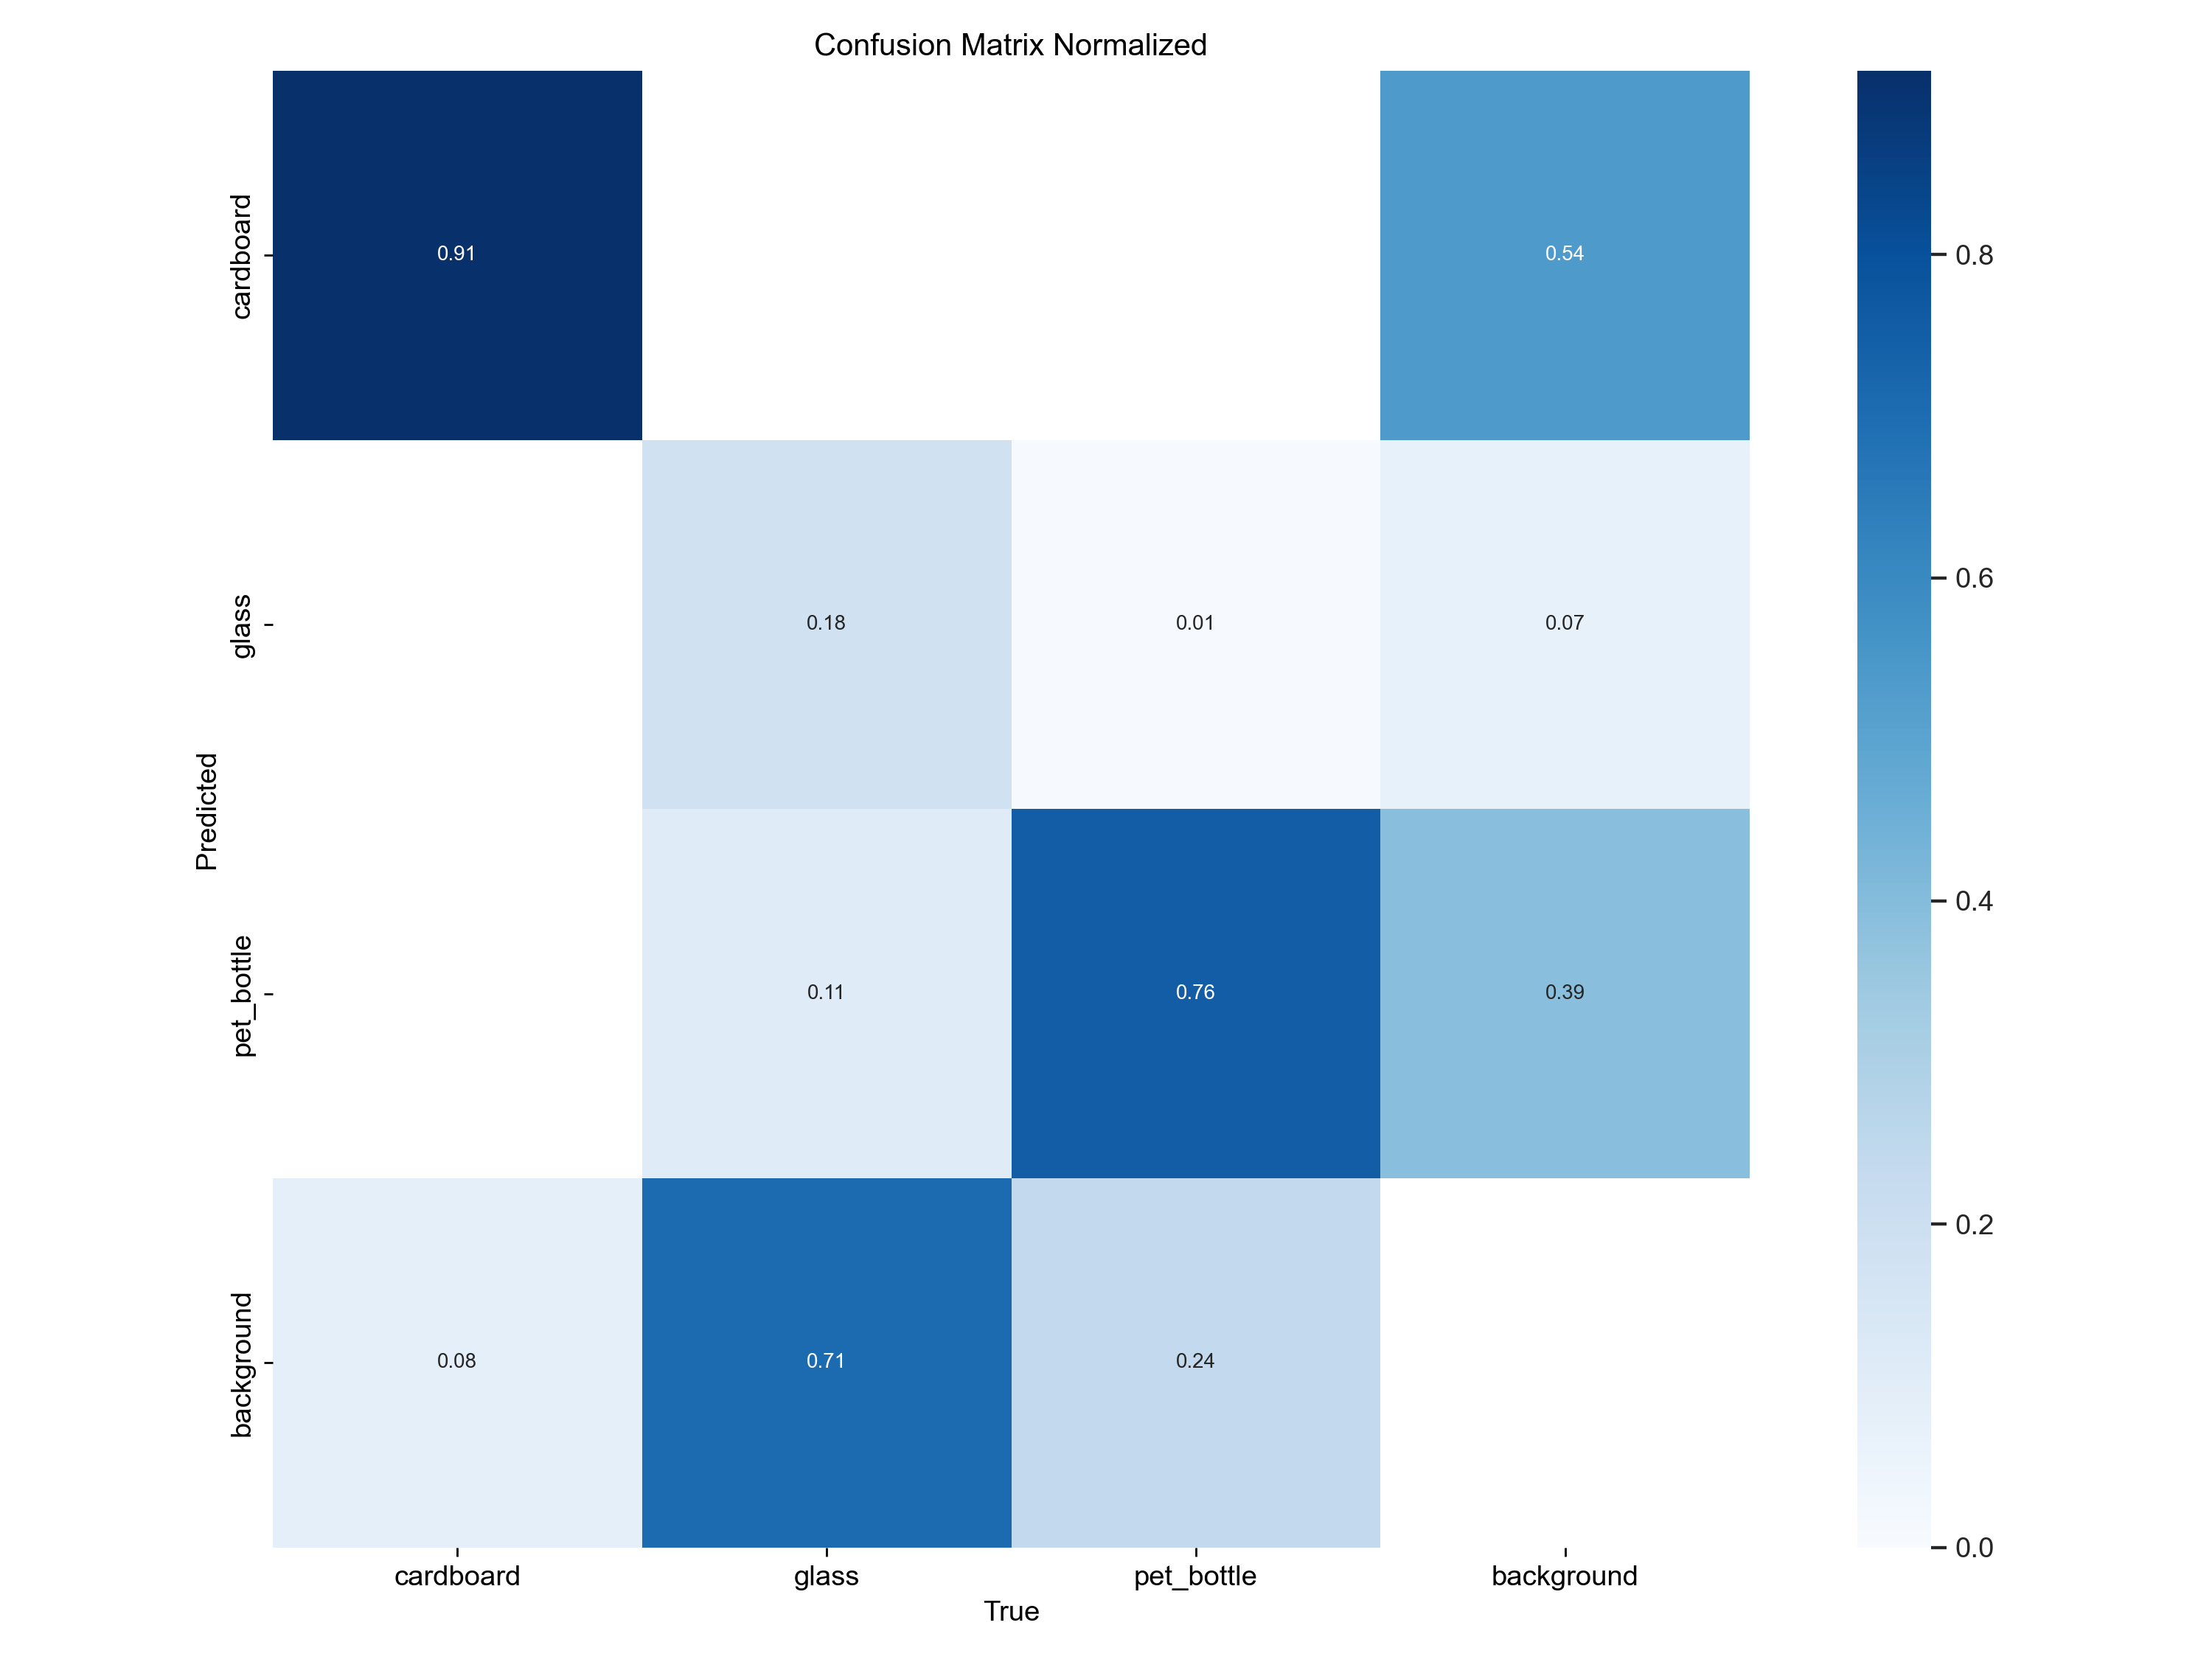 Confusion Matrix Normalized
cardboard
0.91
0.54
0.8
0.6
glass
0.18
0.01
0.07
Predicted
0.4
pet_bottle
0.11
0.76
0.39
0.2
background
0.08
0.71
0.24
0.0
cardboard
glass
pet_bottle
background
True